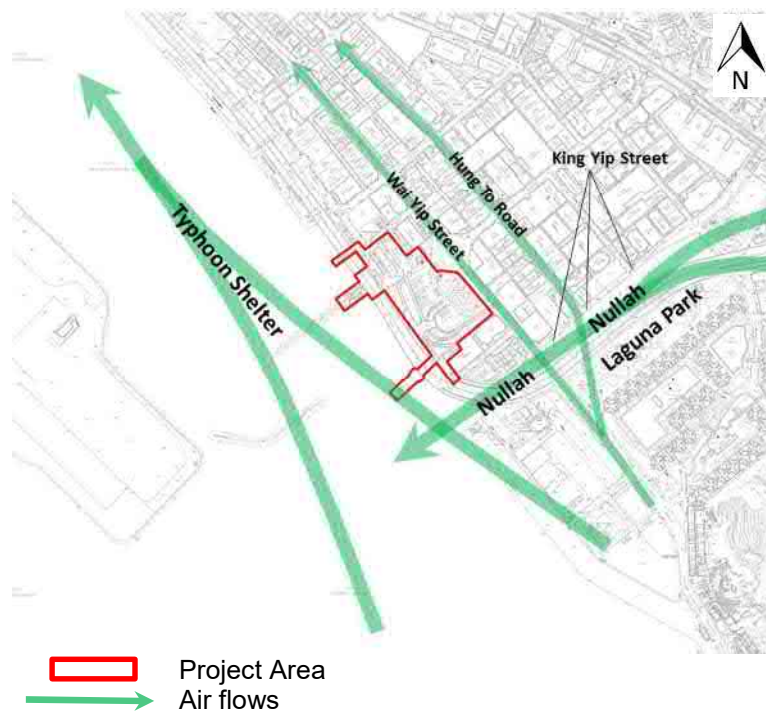 N
King Yip Street
Hung To Road
Wai Yip Street
Typhoon Shelter
Nullah
Laguna Park
Nullah
Project Area
Air flows